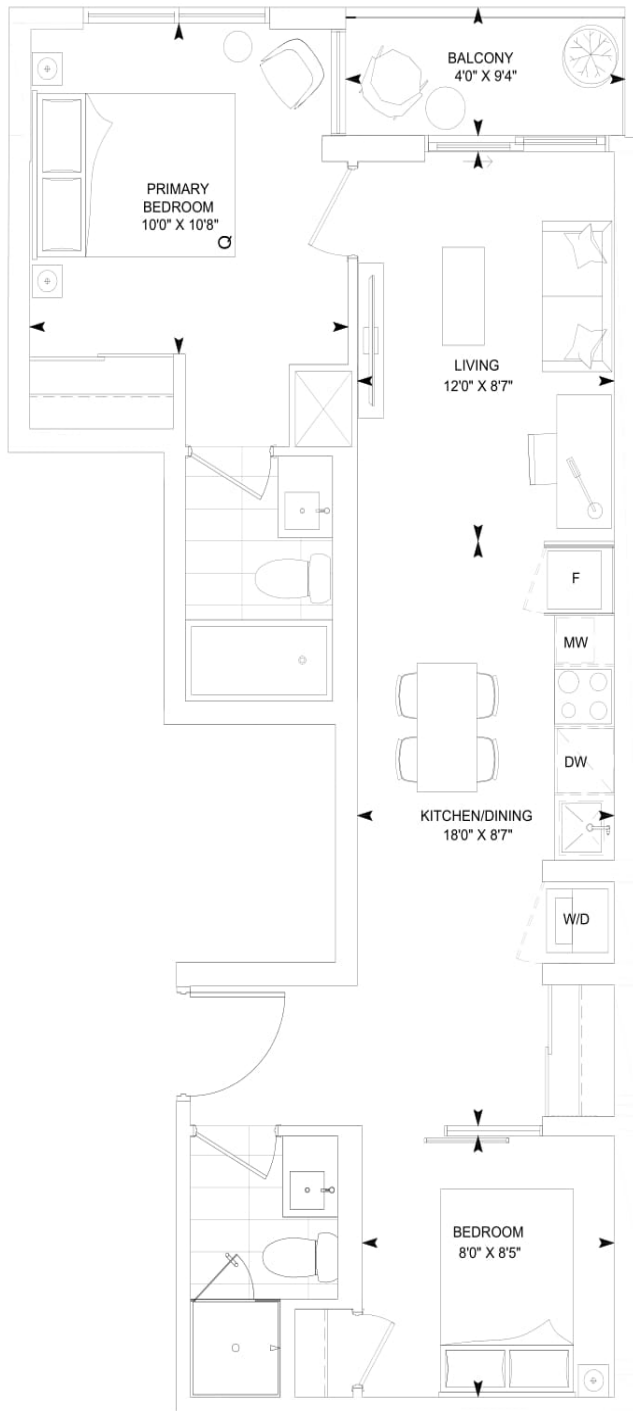 BALCONY
4'0" X 9'4"
PRIMARY
BEDROOM
10'0" X 10'8"
Q
LIVING
12'0" X 8'7"
F
MW
DW
KITCHEN/DINING
18'0" X 8'7"
W/D
BEDROOM
8'0" X 8'5"